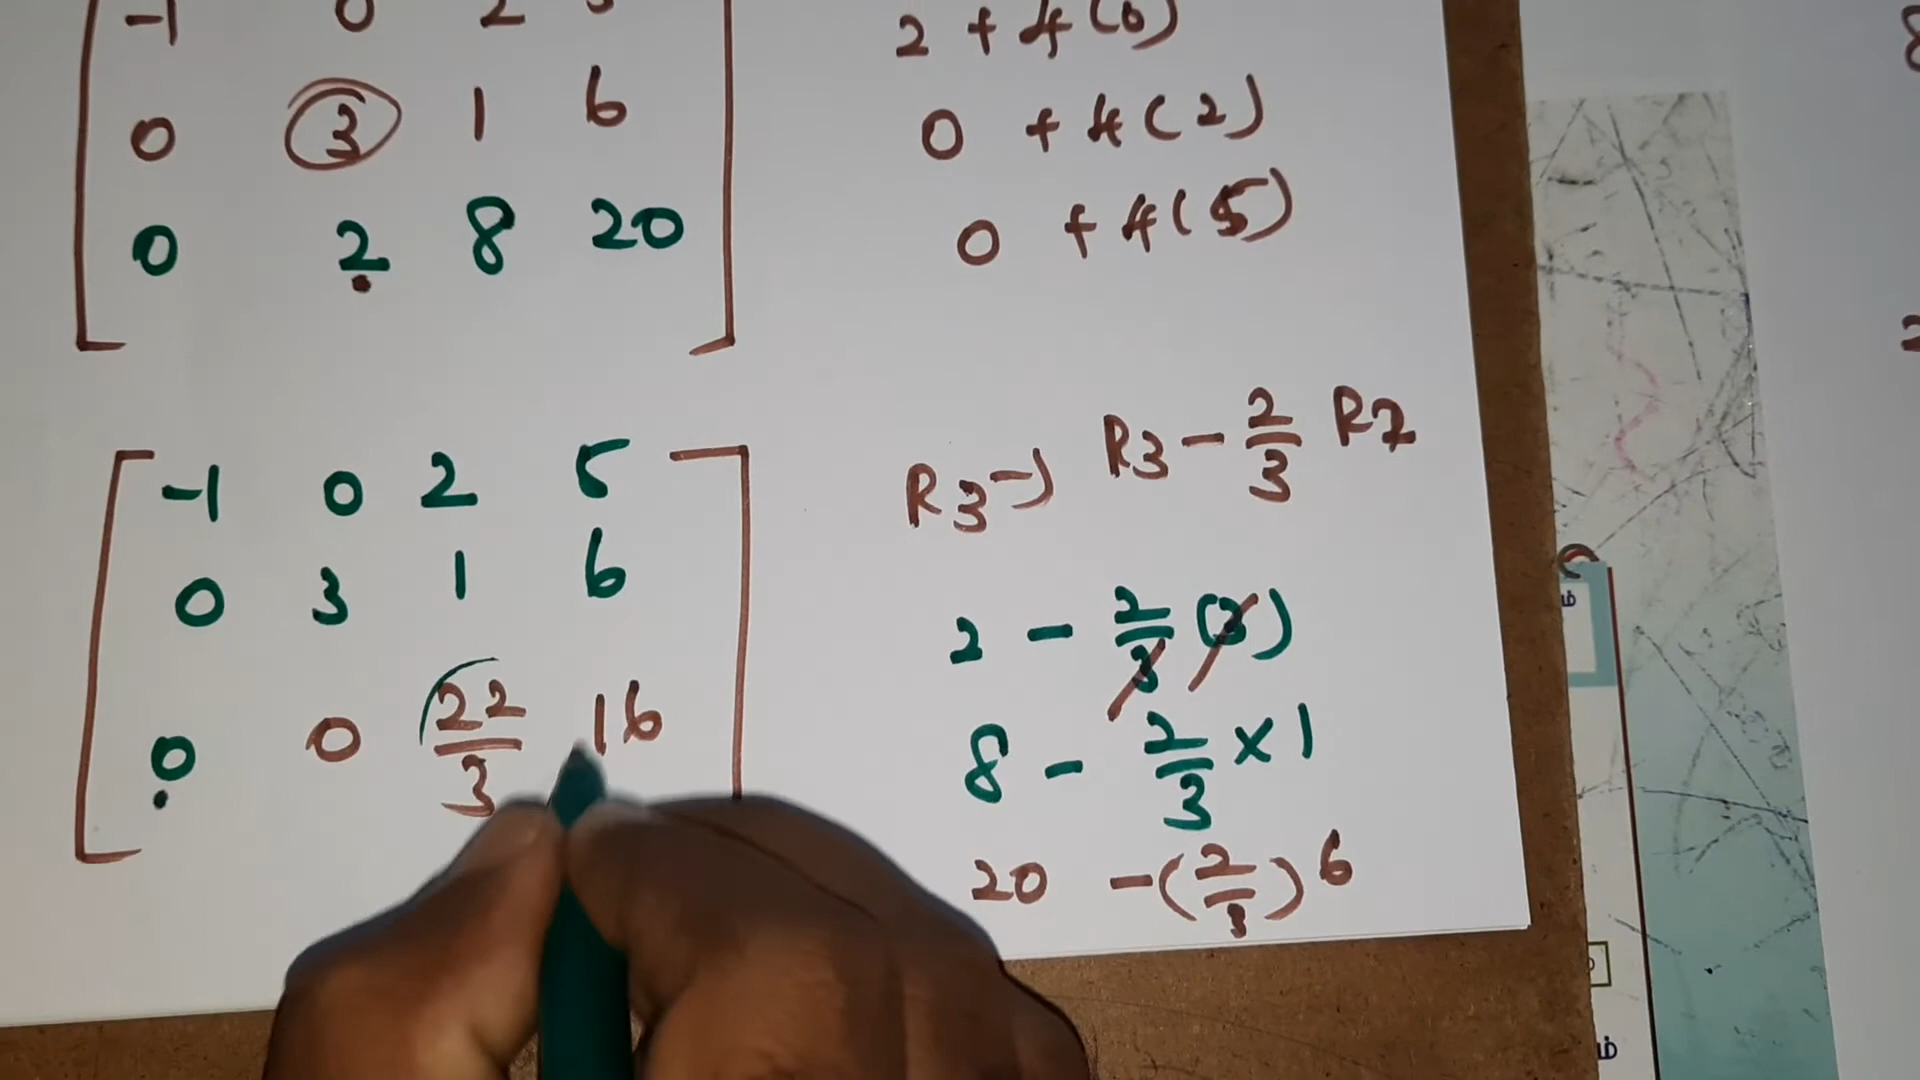 -1 0 2 5
0 3 1 6
0 2 8 20
2 + 4(0)
0 + 4(2)
0 + 4(5)
-1 0 2 5
0 3 1 6
0 0 22/3 16
R3 → R3 - 2/3 R2
2 - 2/3 (3)
8 - 2/3 × 1
20 - (2/3) 6
8
2
ம்
ம்